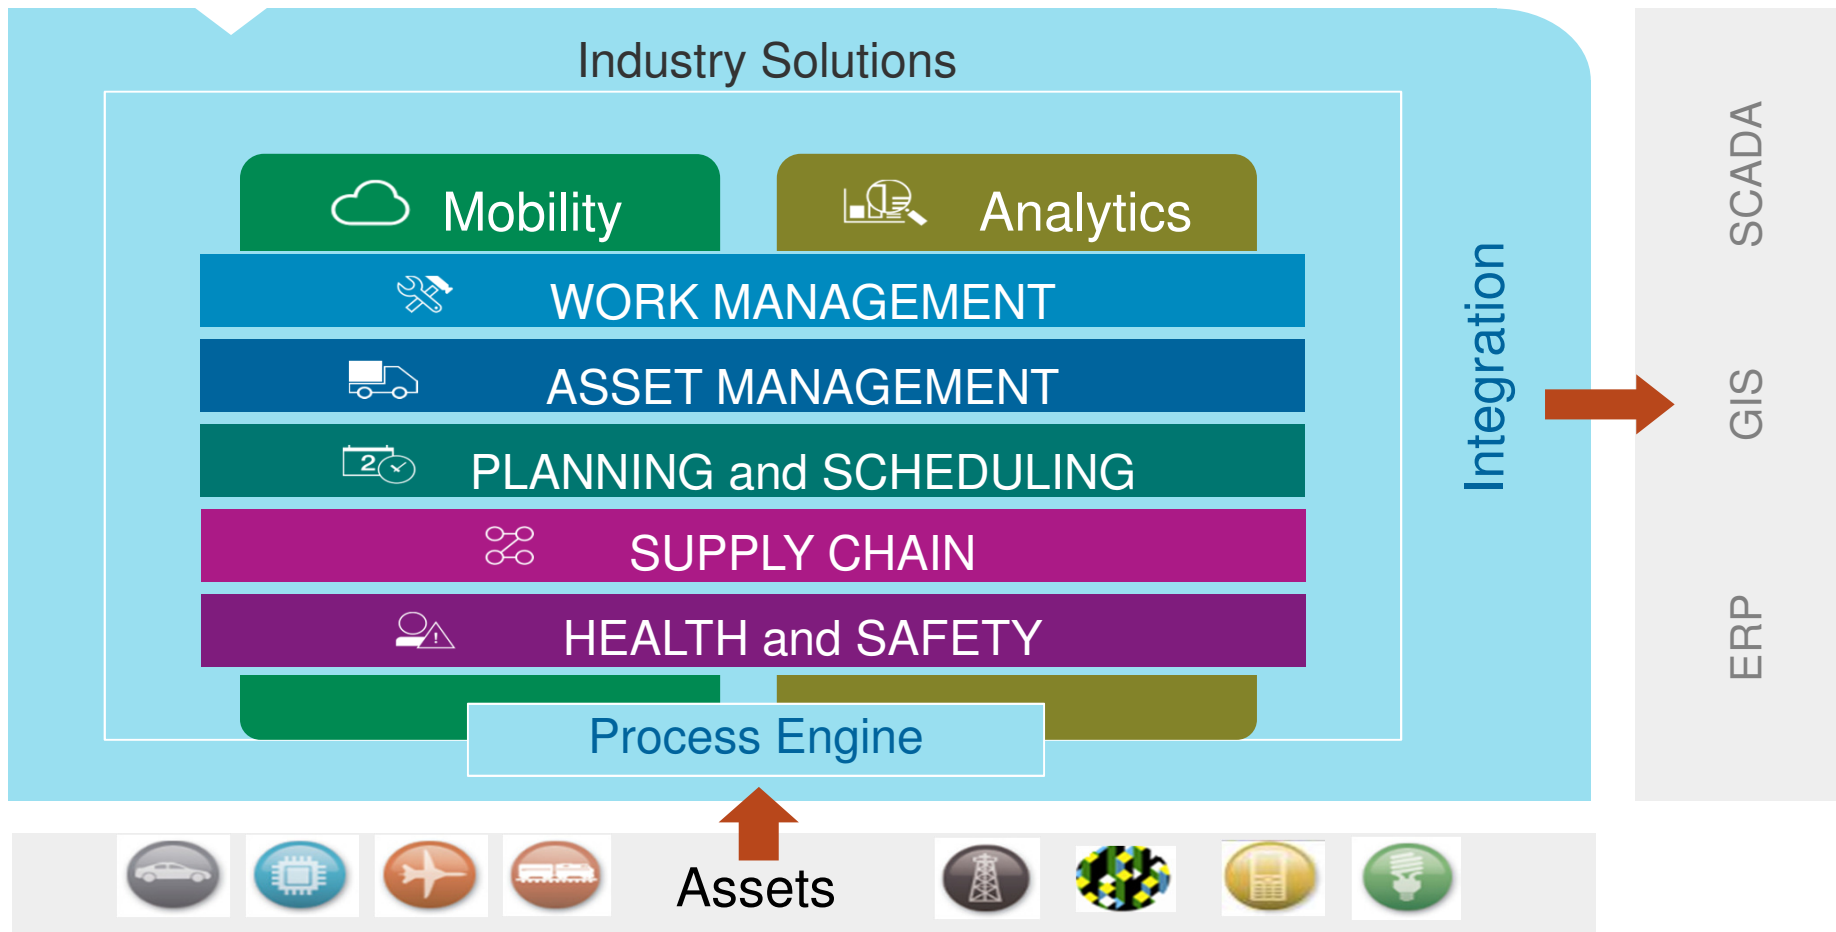 Industry Solutions
Mobility
Analytics
WORK MANAGEMENT
ASSET MANAGEMENT
2
PLANNING and SCHEDULING
SUPPLY CHAIN
!
HEALTH and SAFETY
Process Engine
Integration
SCADA
GIS
ERP
Assets